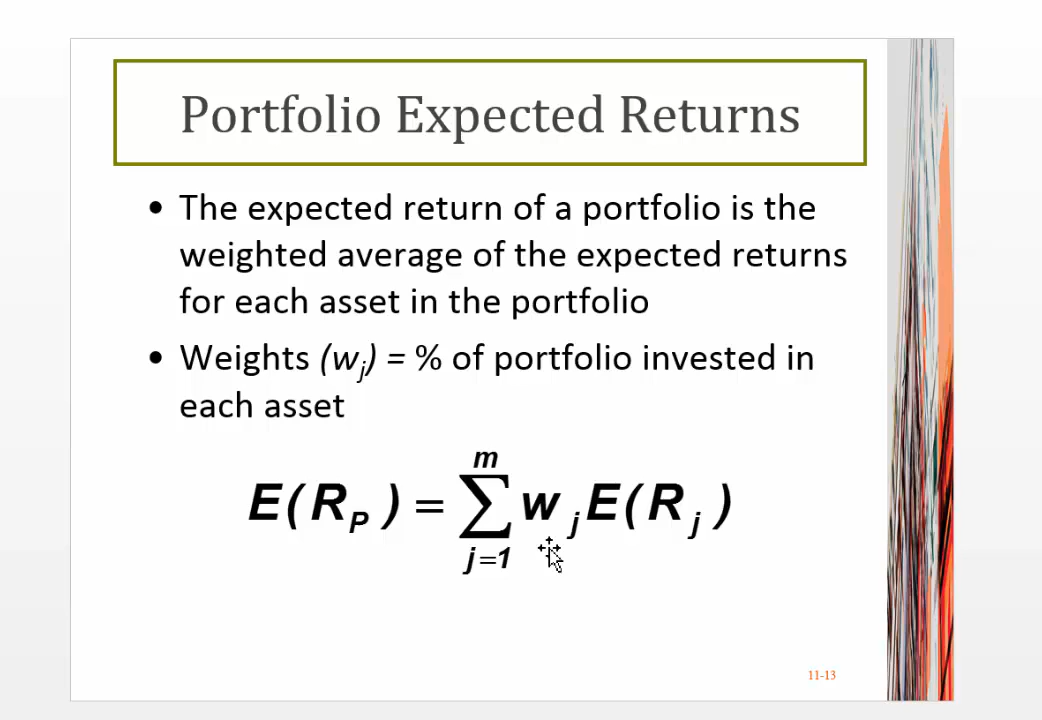 Portfolio Expected Returns
• The expected return of a portfolio is the
weighted average of the expected returns
for each asset in the portfolio
• Weights (wj) = % of portfolio invested in
each asset
m
E(RP) = ∑ wj E(Rj)
j=1
11-13